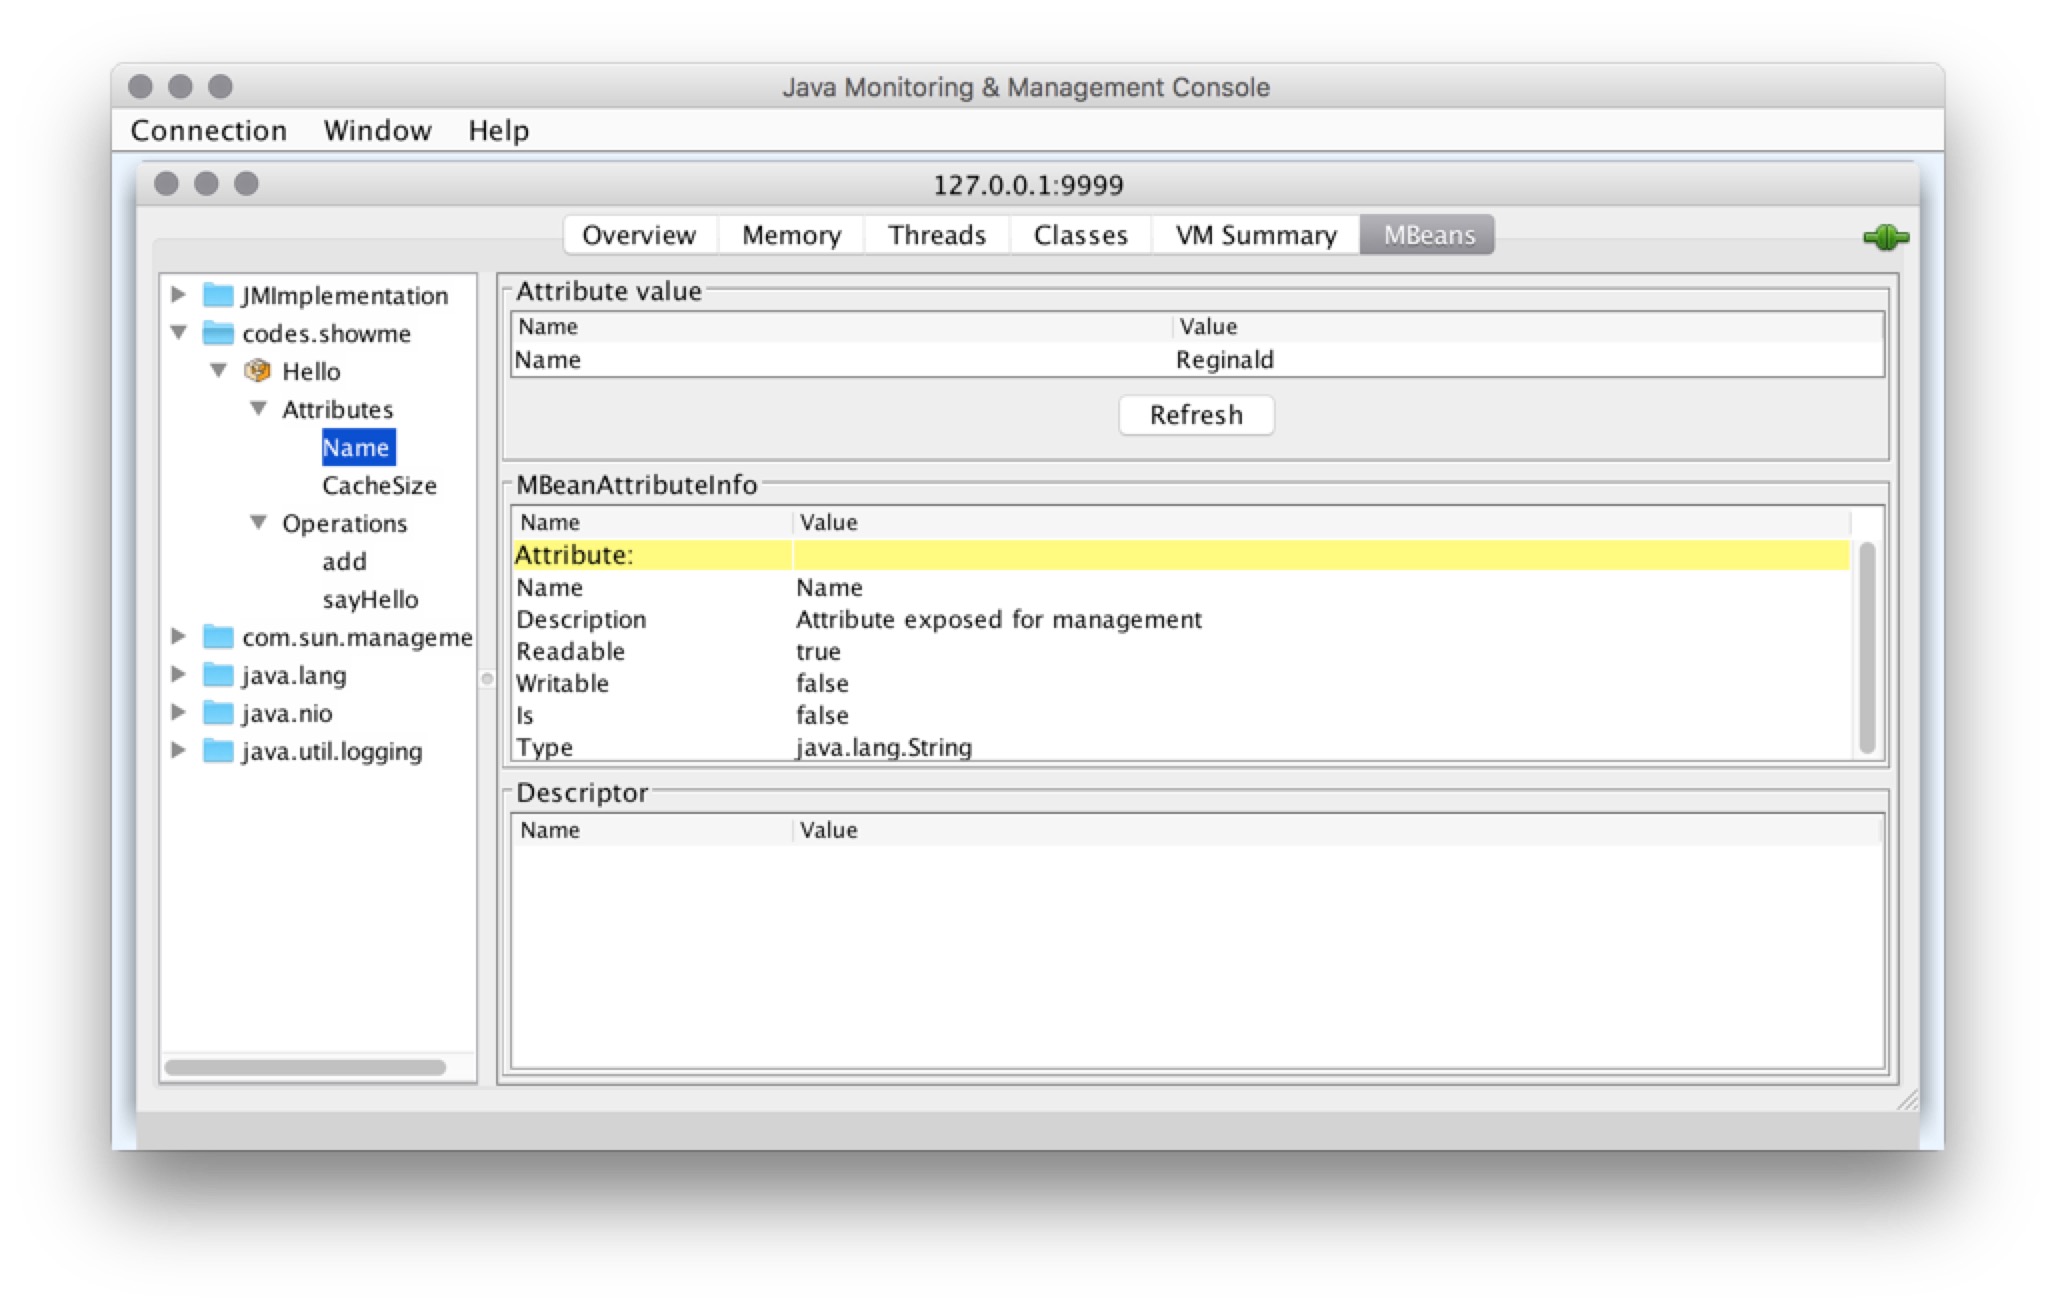 Java Monitoring & Management Console
Connection Window Help
127.0.0.1:9999
Overview Memory Threads Classes VM Summary MBeans
JMImplementation
codes.showme
Hello
Attributes
Name
CacheSize
Operations
add
sayHello
com.sun.manageme
java.lang
java.nio
java.util.logging
Attribute value
Name Value
Name Reginald
Refresh
MBeanAttributeInfo
Name Value
Attribute:
Name Name
Description Attribute exposed for management
Readable true
Writable false
Is false
Type java.lang.String
Descriptor
Name Value